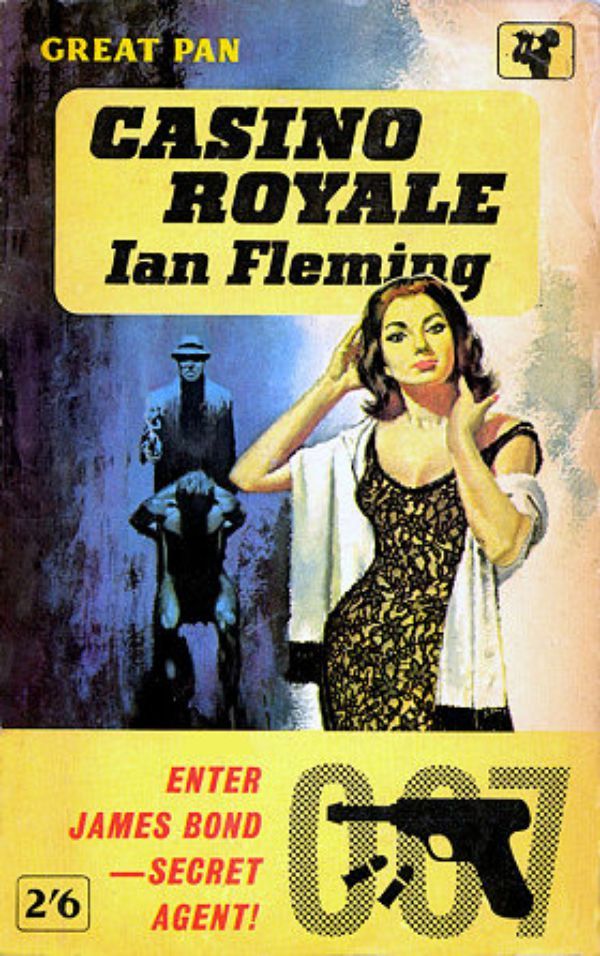 GREAT PAN
CASINO
ROYALE
Ian Fleming
ENTER
JAMES BOND
—SECRET
AGENT!
007
2'6